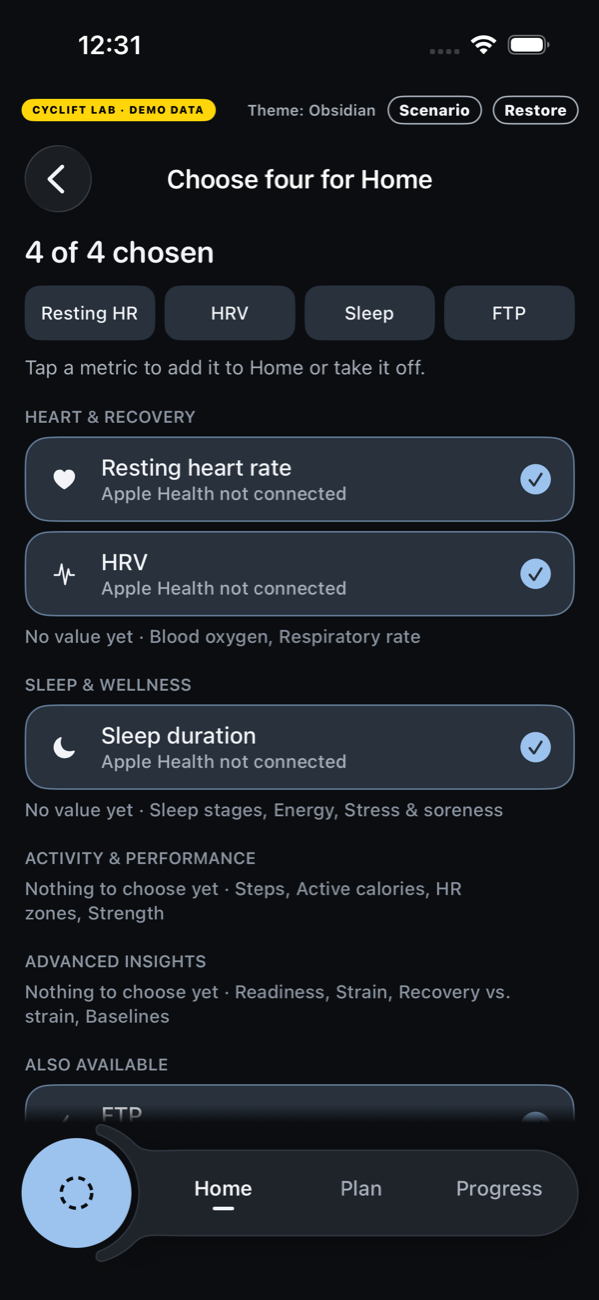 12:31
CYCLIFT LAB · DEMO DATA
Theme: Obsidian
Scenario
Restore
Choose four for Home
4 of 4 chosen
Resting HR
HRV
Sleep
FTP
Tap a metric to add it to Home or take it off.
HEART & RECOVERY
Resting heart rate
Apple Health not connected
HRV
Apple Health not connected
No value yet · Blood oxygen, Respiratory rate
SLEEP & WELLNESS
Sleep duration
Apple Health not connected
No value yet · Sleep stages, Energy, Stress & soreness
ACTIVITY & PERFORMANCE
Nothing to choose yet · Steps, Active calories, HR
zones, Strength
ADVANCED INSIGHTS
Nothing to choose yet · Readiness, Strain, Recovery vs.
strain, Baselines
ALSO AVAILABLE
FTP
Home
Plan
Progress